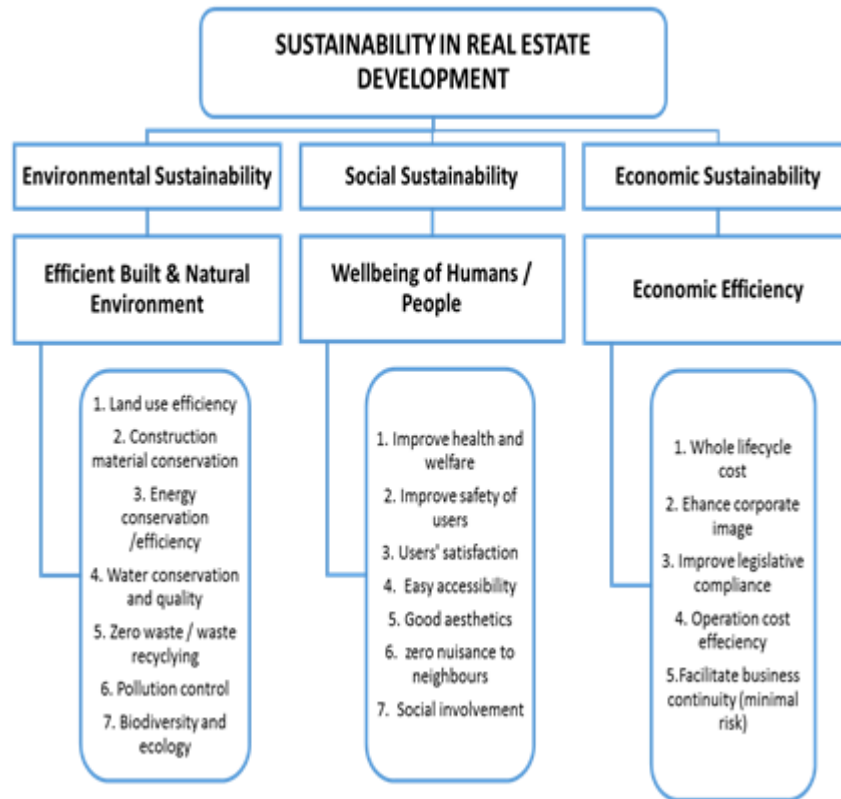 SUSTAINABILITY IN REAL ESTATE
DEVELOPMENT
Environmental Sustainability
Social Sustainability
Economic Sustainability
Efficient Built & Natural
Environment
Wellbeing of Humans /
People
Economic Efficiency
1. Land use efficiency
2. Construction
material conservation
3. Energy
conservation
/efficiency
4. Water conservation
and quality
5. Zero waste / waste
recyclying
6. Pollution control
7. Biodiversity and
ecology
1. Improve health and
welfare
2. Improve safety of
users
3. Users' satisfaction
4. Easy accessibility
5. Good aesthetics
6. zero nuisance to
neighbours
7. Social involvement
1. Whole lifecycle
cost
2. Ehance corporate
image
3. Improve legislative
compliance
4. Operation cost
effeciency
5.Facilitate business
continuity (minimal
risk)